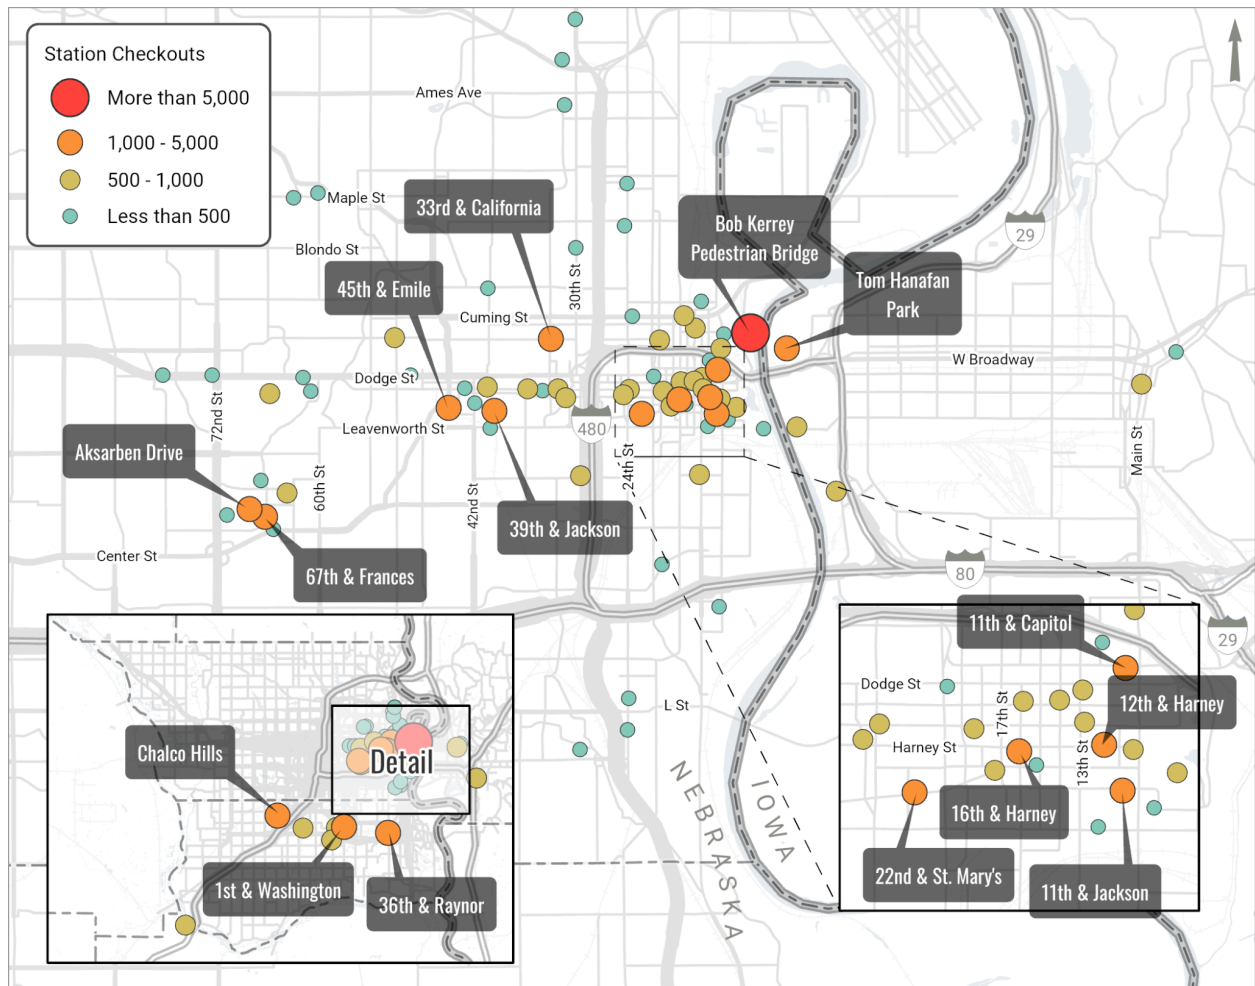 Station Checkouts
More than 5,000
1,000 - 5,000
500 - 1,000
Less than 500
Ames Ave
Maple St
33rd & California
Bob Kerrey
Pedestrian Bridge
29
Blondo St
30th St
45th & Emile
Tom Hanafan
Park
Cuming St
W Broadway
Dodge St
72nd St
Leavenworth St
480
Main St
Aksarben Drive
60th St
24th St
42nd St
39th & Jackson
Center St
67th & Frances
80
29
11th & Capitol
Dodge St
12th & Harney
17th St
L St
Harney St
13th St
Chalco Hills
Detail
NEBRASKA
IOWA
16th & Harney
1st & Washington
36th & Raynor
22nd & St. Mary's
11th & Jackson